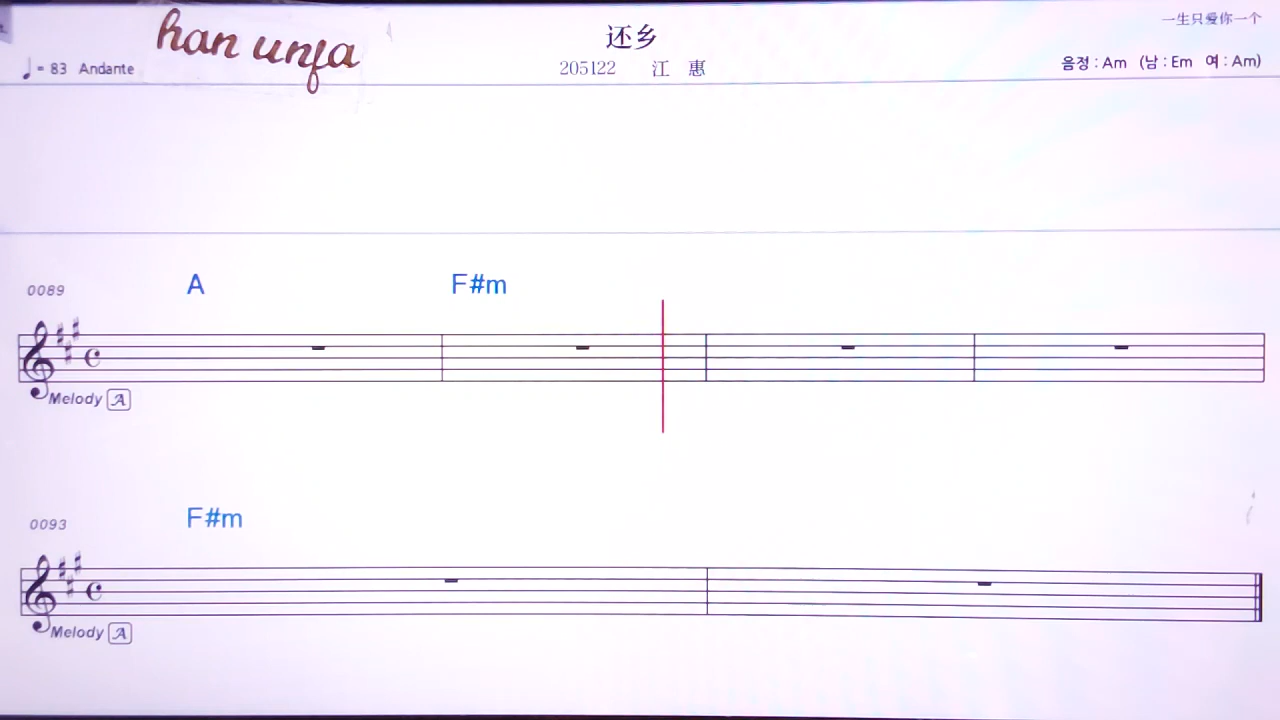 han unfa
一生只爱你一个
还乡
♩= 83 Andante
205122 江 惠
음정 : Am (남 : Em 여 : Am)
0089
A F#m
Melody A
0093
F#m
Melody A